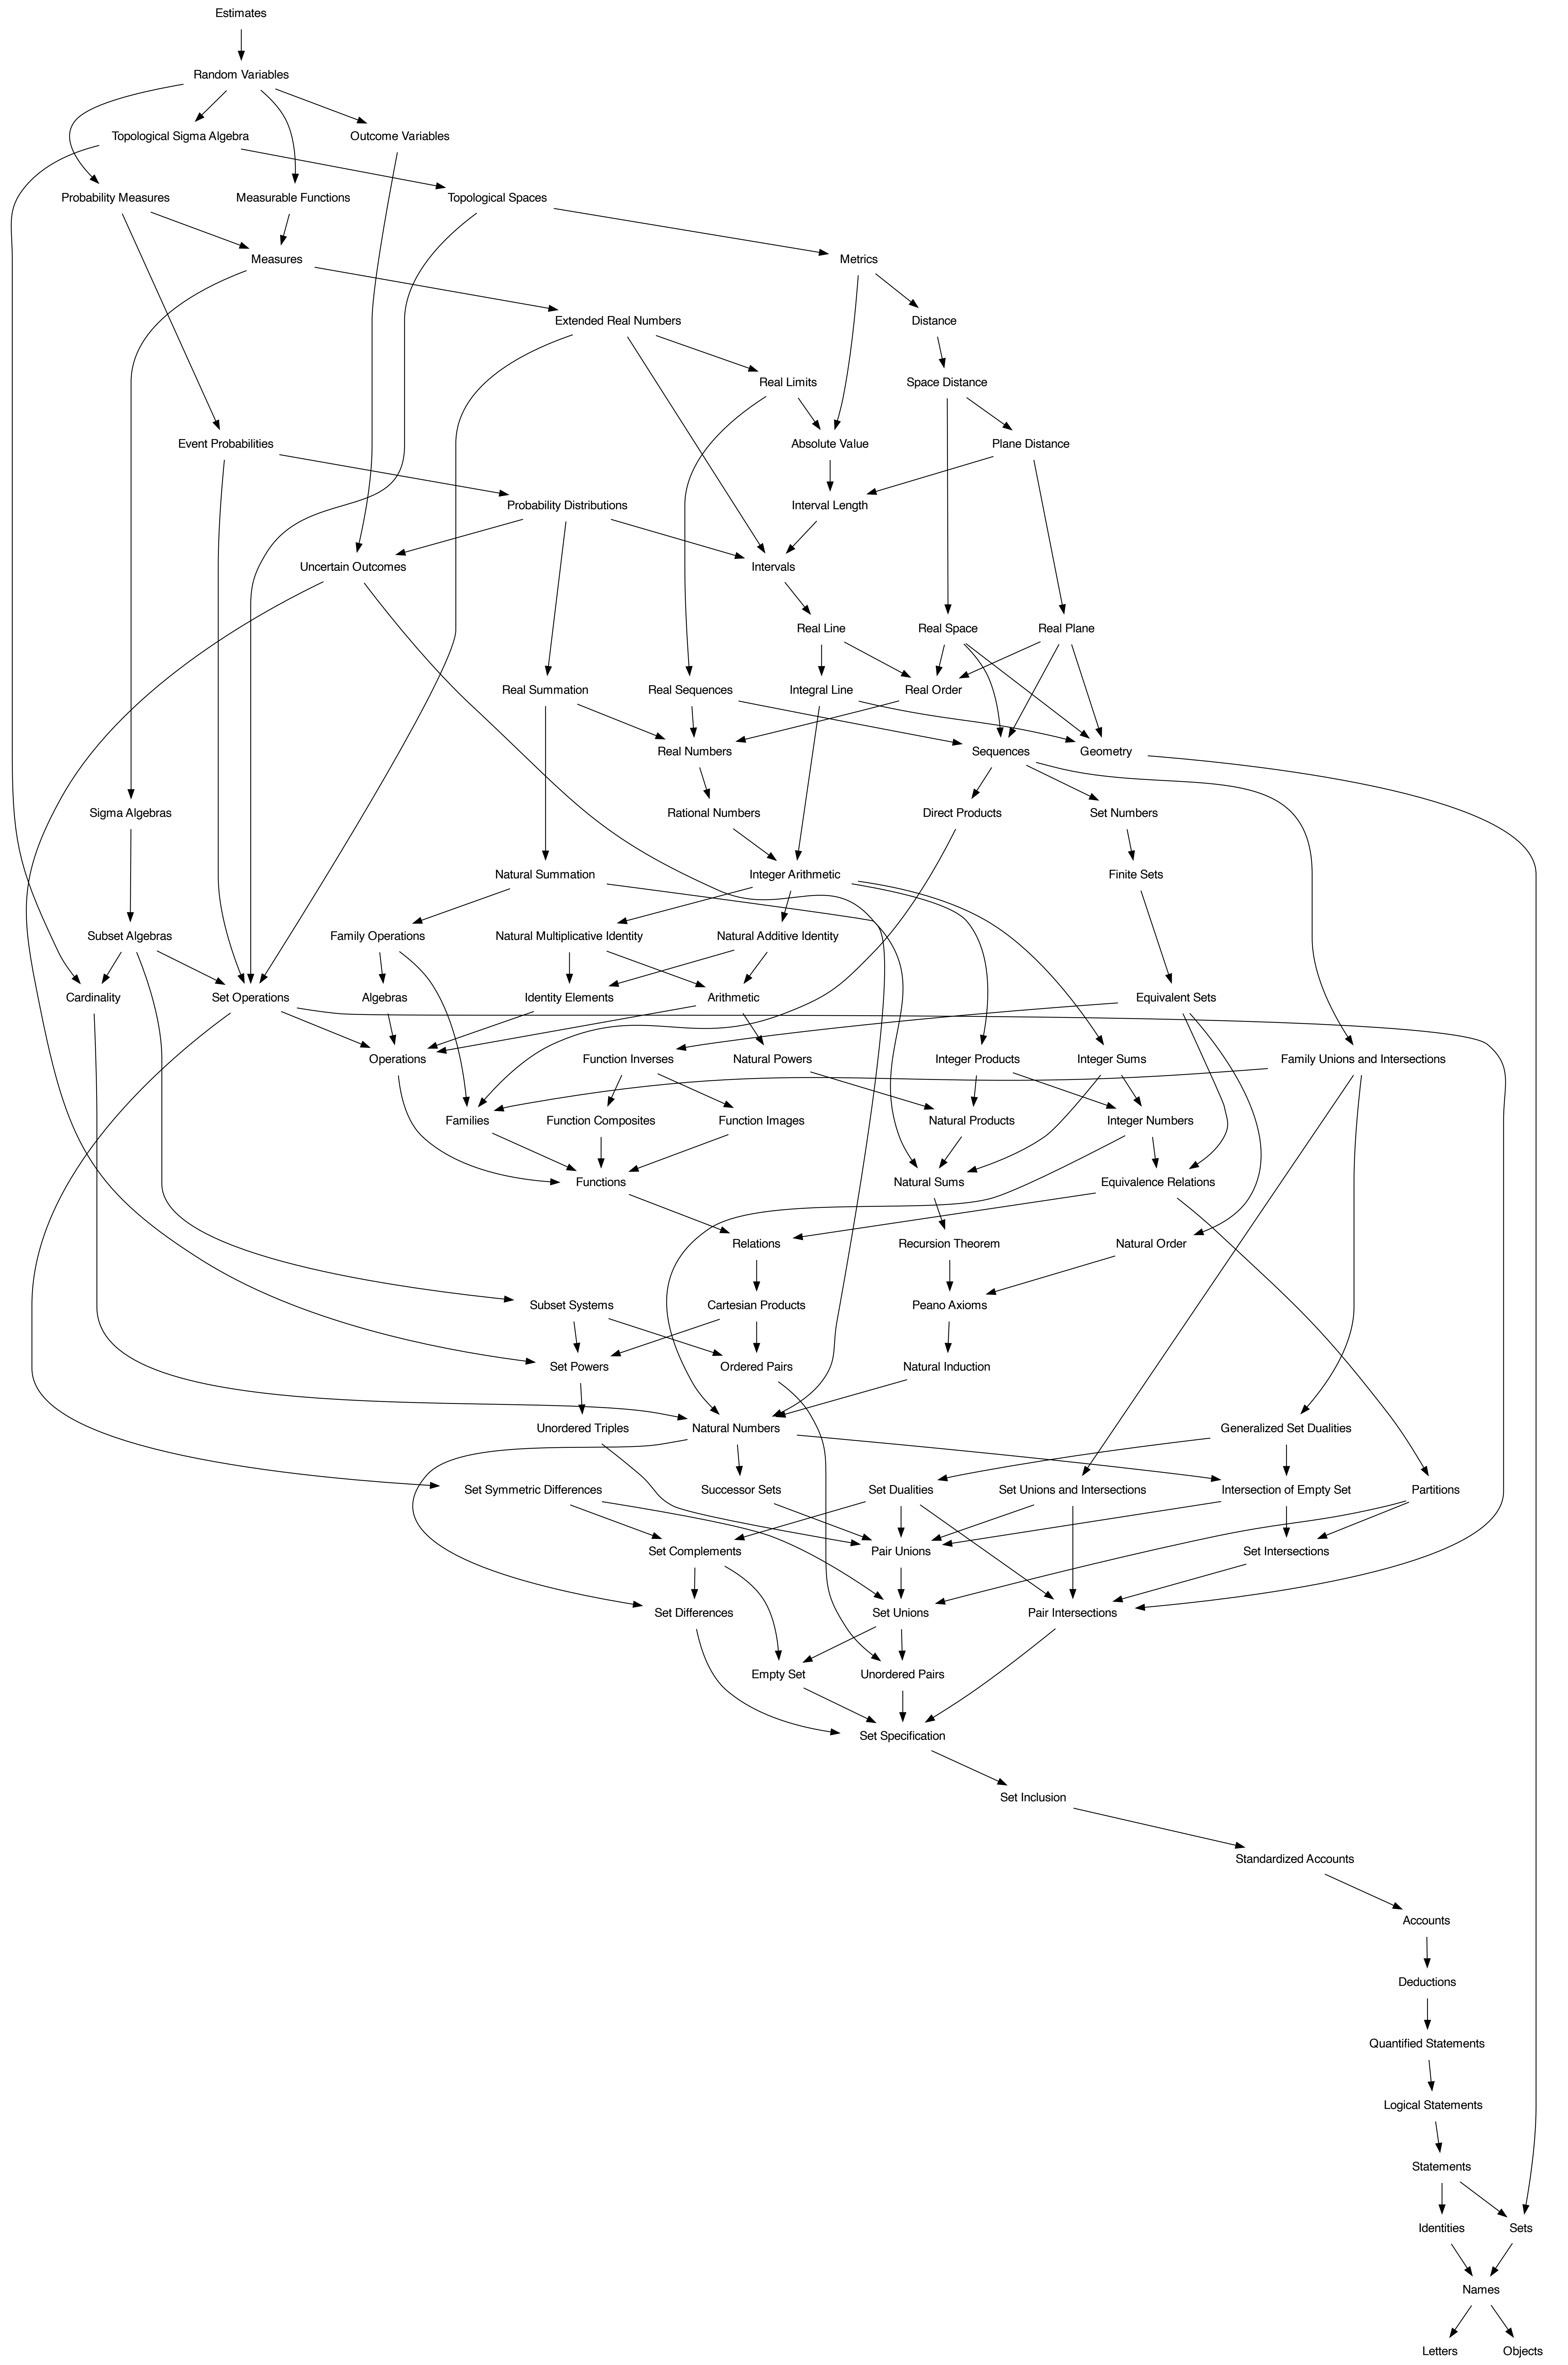 Estimates
Random Variables
Topological Sigma Algebra
Outcome Variables
Probability Measures
Measurable Functions
Topological Spaces
Measures
Metrics
Extended Real Numbers
Distance
Real Limits
Space Distance
Event Probabilities
Absolute Value
Plane Distance
Probability Distributions
Interval Length
Uncertain Outcomes
Intervals
Real Line
Real Space
Real Plane
Real Summation
Real Sequences
Integral Line
Real Order
Real Numbers
Sequences
Geometry
Sigma Algebras
Rational Numbers
Direct Products
Set Numbers
Natural Summation
Integer Arithmetic
Finite Sets
Subset Algebras
Family Operations
Natural Multiplicative Identity
Natural Additive Identity
Cardinality
Set Operations
Algebras
Identity Elements
Arithmetic
Equivalent Sets
Operations
Function Inverses
Natural Powers
Integer Products
Integer Sums
Family Unions and Intersections
Families
Function Composites
Function Images
Natural Products
Integer Numbers
Functions
Natural Sums
Equivalence Relations
Relations
Recursion Theorem
Natural Order
Subset Systems
Cartesian Products
Peano Axioms
Set Powers
Ordered Pairs
Natural Induction
Unordered Triples
Natural Numbers
Generalized Set Dualities
Set Symmetric Differences
Successor Sets
Set Dualities
Set Unions and Intersections
Intersection of Empty Set
Partitions
Set Complements
Pair Unions
Set Intersections
Set Differences
Set Unions
Pair Intersections
Empty Set
Unordered Pairs
Set Specification
Set Inclusion
Standardized Accounts
Accounts
Deductions
Quantified Statements
Logical Statements
Statements
Identities
Sets
Names
Letters
Objects